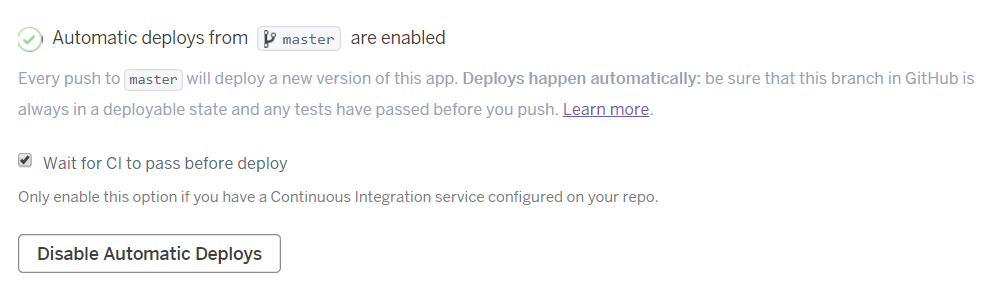 Automatic deploys from master are enabled
Every push to master will deploy a new version of this app. Deploys happen automatically: be sure that this branch in GitHub is
always in a deployable state and any tests have passed before you push. Learn more.
Wait for CI to pass before deploy
Only enable this option if you have a Continuous Integration service configured on your repo.
Disable Automatic Deploys